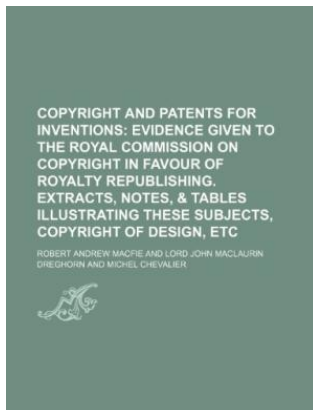 COPYRIGHT AND PATENTS FOR
INVENTIONS: EVIDENCE GIVEN TO
THE ROYAL COMMISSION ON
COPYRIGHT IN FAVOUR OF
ROYALTY REPUBLISHING.
EXTRACTS, NOTES, & TABLES
ILLUSTRATING THESE SUBJECTS,
COPYRIGHT OF DESIGN, ETC
ROBERT ANDREW MACFIE AND LORD JOHN MACLAURIN
DREGHORN AND MICHEL CHEVALIER